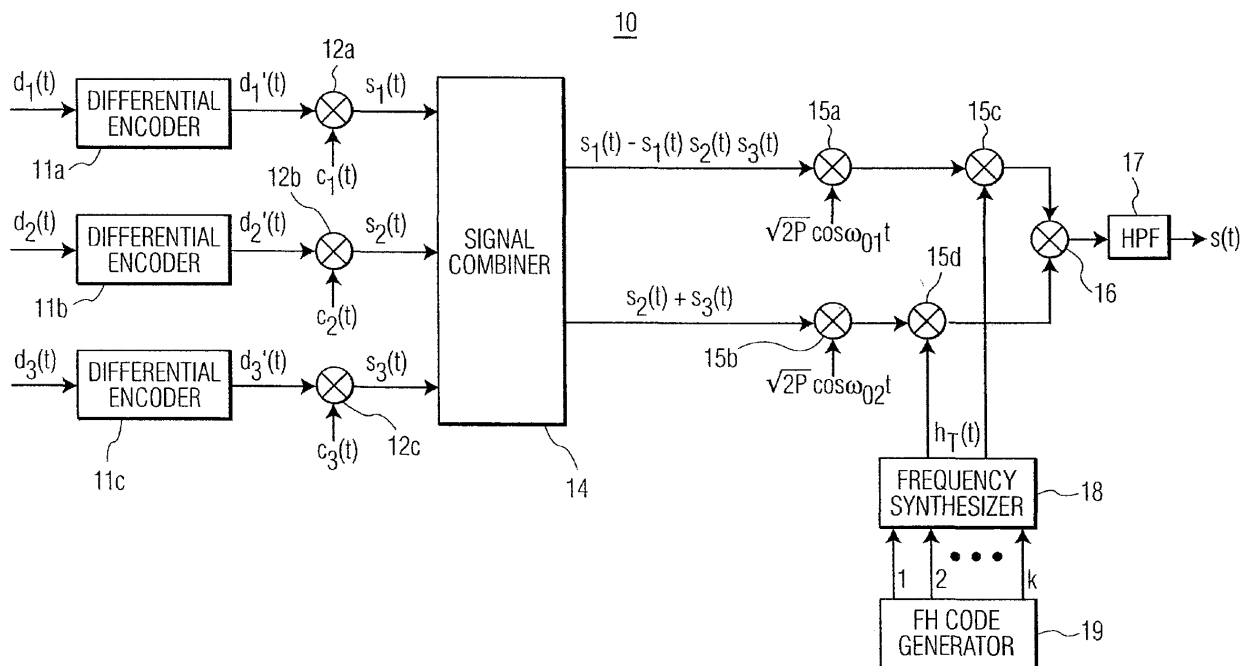 10
d₁(t)
DIFFERENTIAL
ENCODER
11a
d₁'(t)
12a
s₁(t)
c₁(t)
d₂(t)
DIFFERENTIAL
ENCODER
11b
d₂'(t)
12b
s₂(t)
c₂(t)
d₃(t)
DIFFERENTIAL
ENCODER
11c
d₃'(t)
12c
s₃(t)
c₃(t)
SIGNAL
COMBINER
14
s₁(t) - s₁(t) s₂(t) s₃(t)
15a
√2P cosω₀₁t
15c
s₂(t) + s₃(t)
15b
√2P cosω₀₂t
15d
16
17
HPF
s(t)
h_T(t)
FREQUENCY
SYNTHESIZER
18
1
2
• • •
k
FH CODE
GENERATOR
19